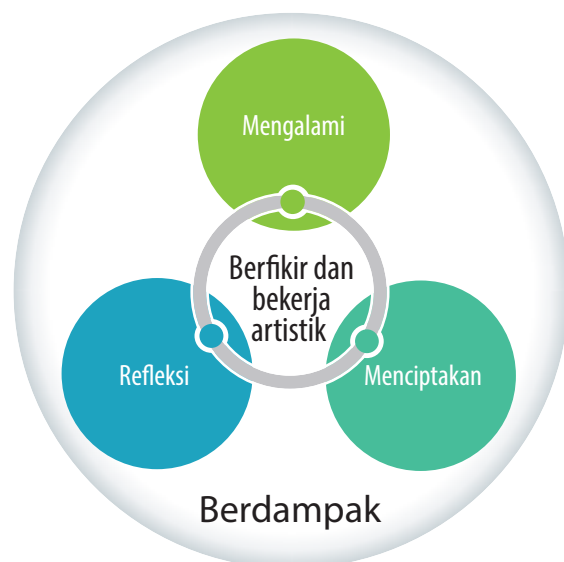 Mengalami
Berfikir dan
bekerja
artistik
Refleksi
Menciptakan
Berdampak